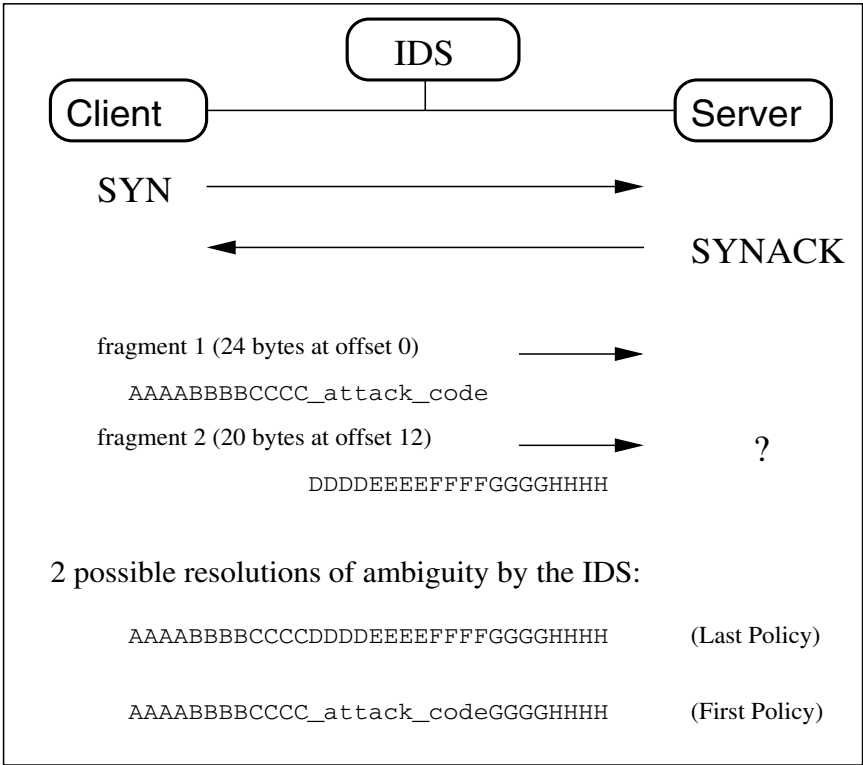 IDS
Client
Server
SYN
SYNACK
fragment 1 (24 bytes at offset 0)
AAAABBBBCCCC_attack_code
fragment 2 (20 bytes at offset 12)
?
DDDDEEEEFFFFGGGGHHHH
2 possible resolutions of ambiguity by the IDS:
AAAABBBBCCCCDDDDEEEEFFFFGGGGHHHH (Last Policy)
AAAABBBBCCCC_attack_codeGGGGHHHH (First Policy)